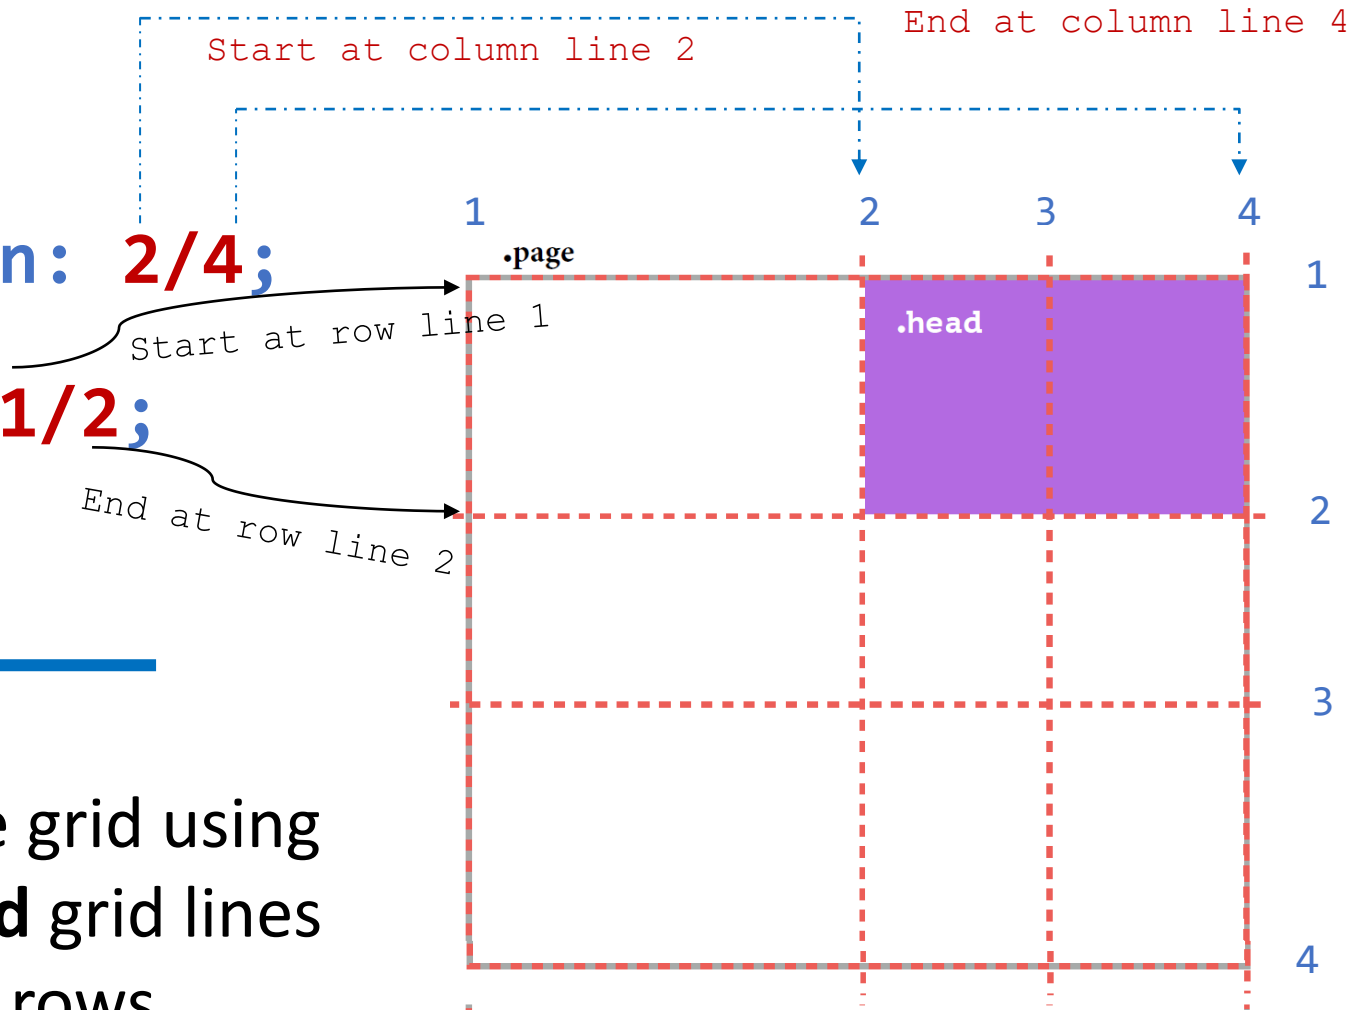 End at column line 4
Start at column line 2
1 2 3 4
n: 2/4;
.page
1
Start at row line 1
.head
1/2;
End at row line 2
2
3
e grid using
d grid lines
rows
4